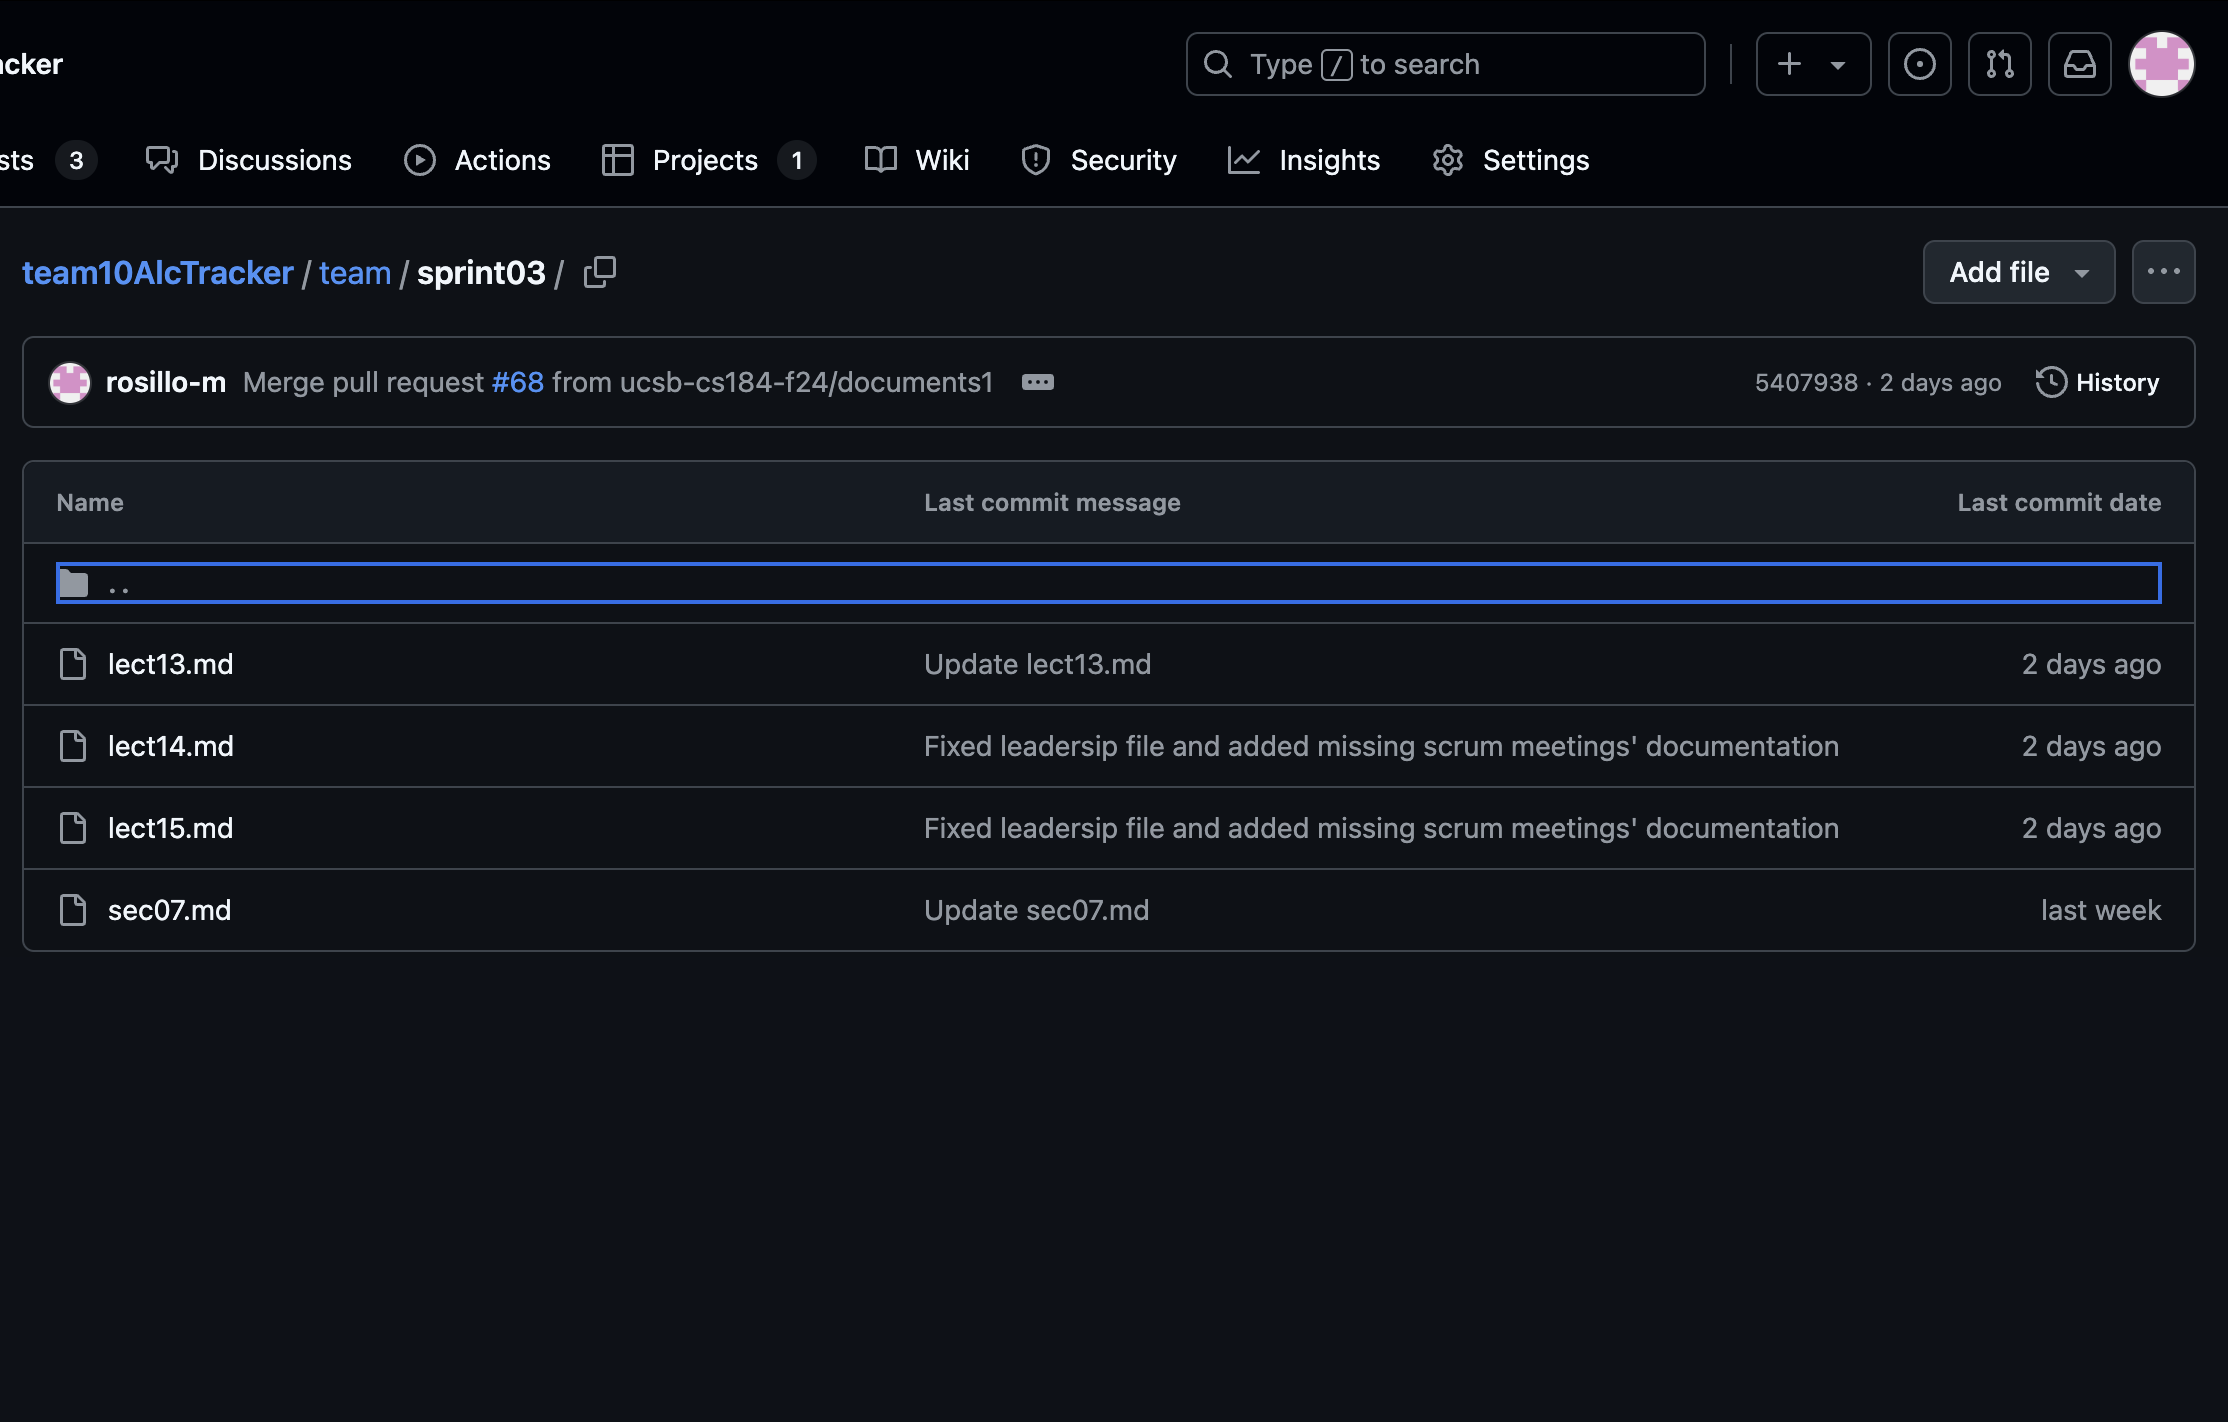 acker
Type / to search
sts 3 Discussions Actions Projects 1 Wiki Security Insights Settings
team10AlcTracker / team / sprint03 /
Add file
rosillo-m Merge pull request #68 from ucsb-cs184-f24/documents1
5407938 · 2 days ago History
Name Last commit message Last commit date
..
lect13.md Update lect13.md 2 days ago
lect14.md Fixed leadersip file and added missing scrum meetings' documentation 2 days ago
lect15.md Fixed leadersip file and added missing scrum meetings' documentation 2 days ago
sec07.md Update sec07.md last week